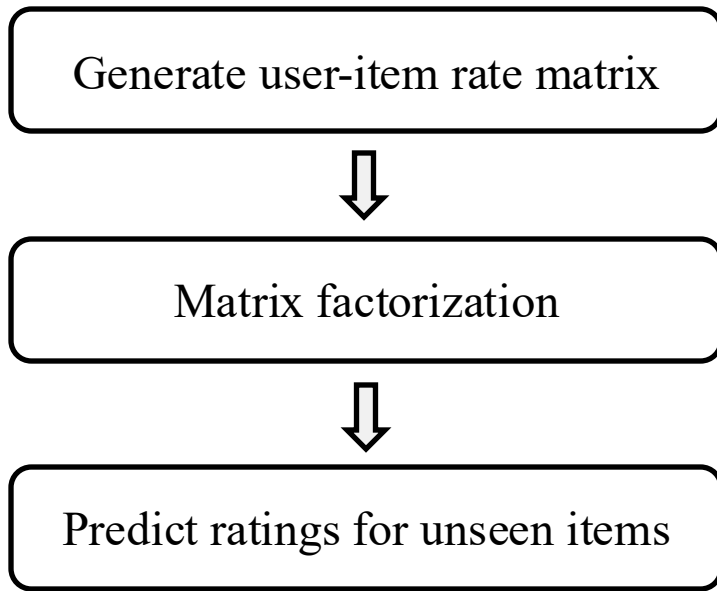 Generate user-item rate matrix
Matrix factorization
Predict ratings for unseen items